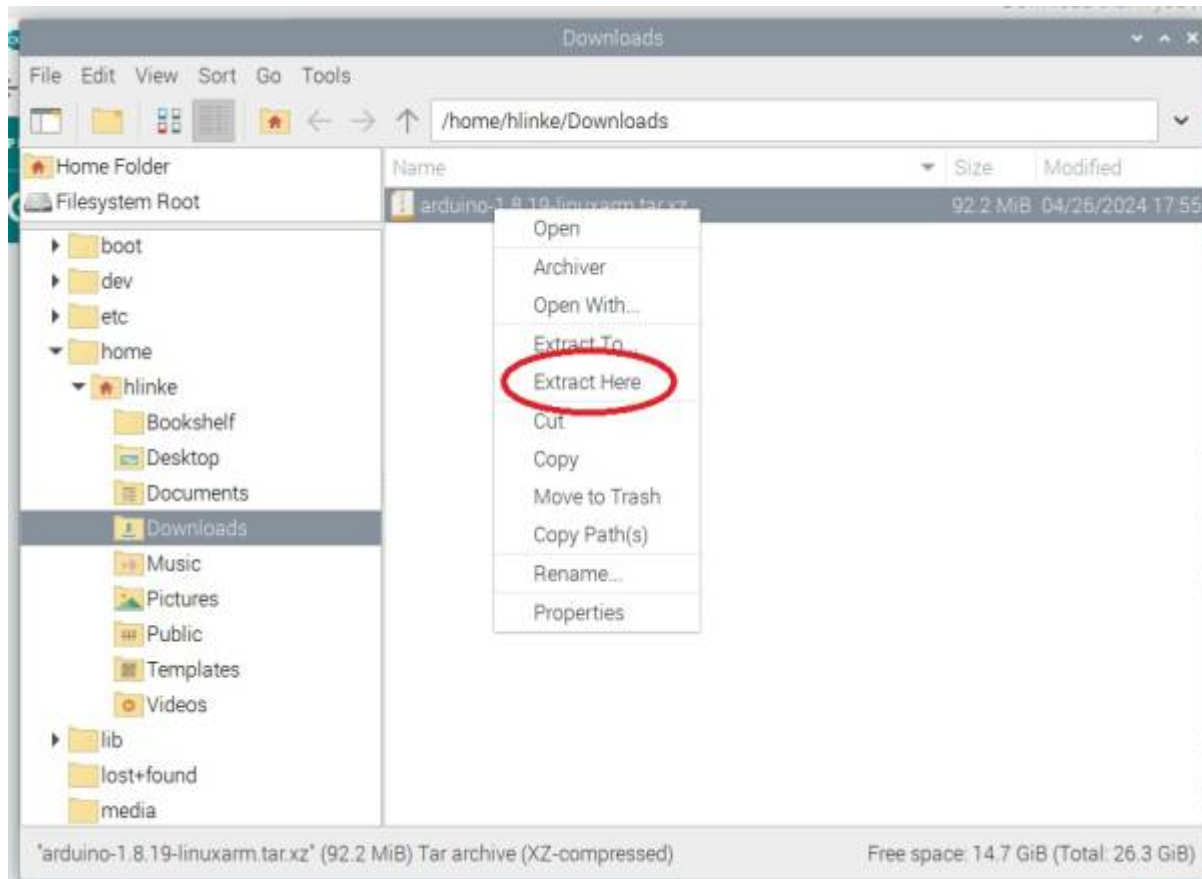 Downloads
File Edit View Sort Go Tools
/home/hlinke/Downloads
Home Folder
Filesystem Root
Name Size Modified
arduino-1.8.19-linuxarm.tar.xz 92.2 MiB 04/26/2024 17:55
boot
dev
etc
home
hlinke
Bookshelf
Desktop
Documents
Downloads
Music
Pictures
Public
Templates
Videos
lib
lost+found
media
Open
Archiver
Open With...
Extract To...
Extract Here
Cut
Copy
Move to Trash
Copy Path(s)
Rename...
Properties
"arduino-1.8.19-linuxarm.tar.xz" (92.2 MiB) Tar archive (XZ-compressed) Free space: 14.7 GiB (Total: 26.3 GiB)